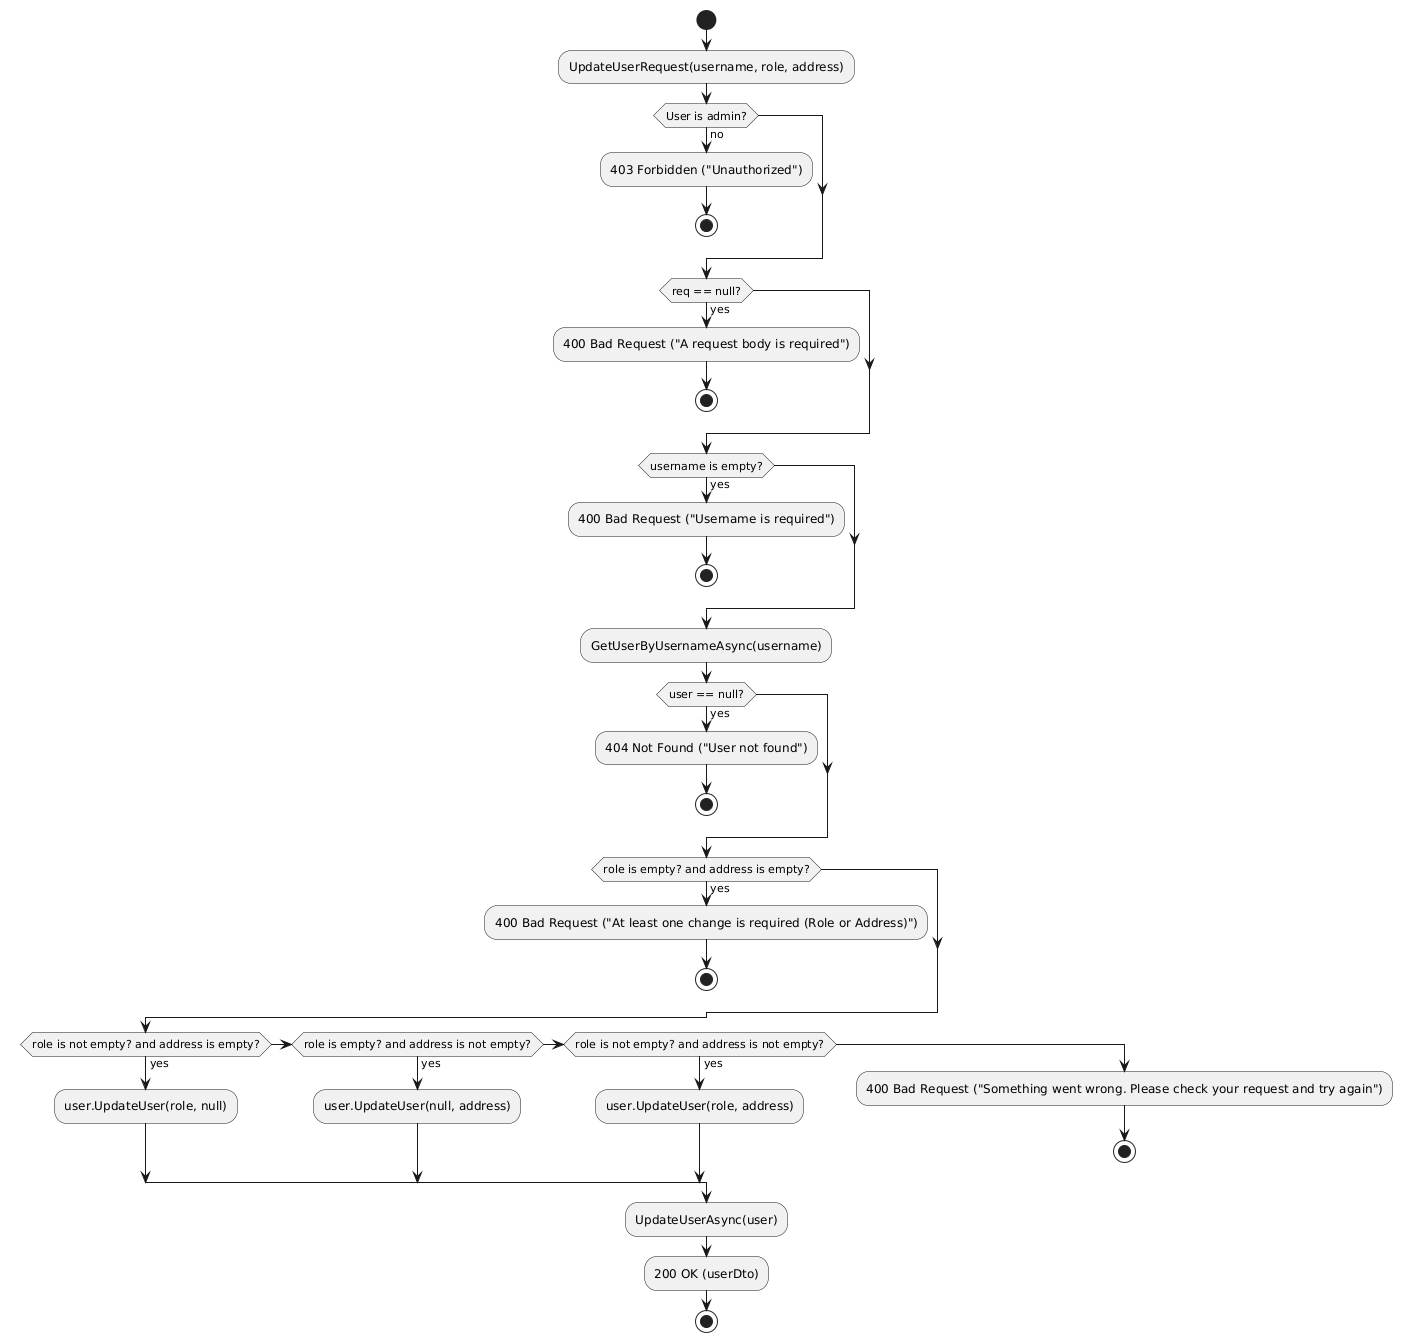 UpdateUserRequest(username, role, address)
User is admin?
no
403 Forbidden ("Unauthorized")
req == null?
yes
400 Bad Request ("A request body is required")
username is empty?
yes
400 Bad Request ("Username is required")
GetUserByUsernameAsync(username)
user == null?
yes
404 Not Found ("User not found")
role is empty? and address is empty?
yes
400 Bad Request ("At least one change is required (Role or Address)")
role is not empty? and address is empty?
yes
user.UpdateUser(role, null)
role is empty? and address is not empty?
yes
user.UpdateUser(null, address)
role is not empty? and address is not empty?
yes
user.UpdateUser(role, address)
400 Bad Request ("Something went wrong. Please check your request and try again")
UpdateUserAsync(user)
200 OK (userDto)